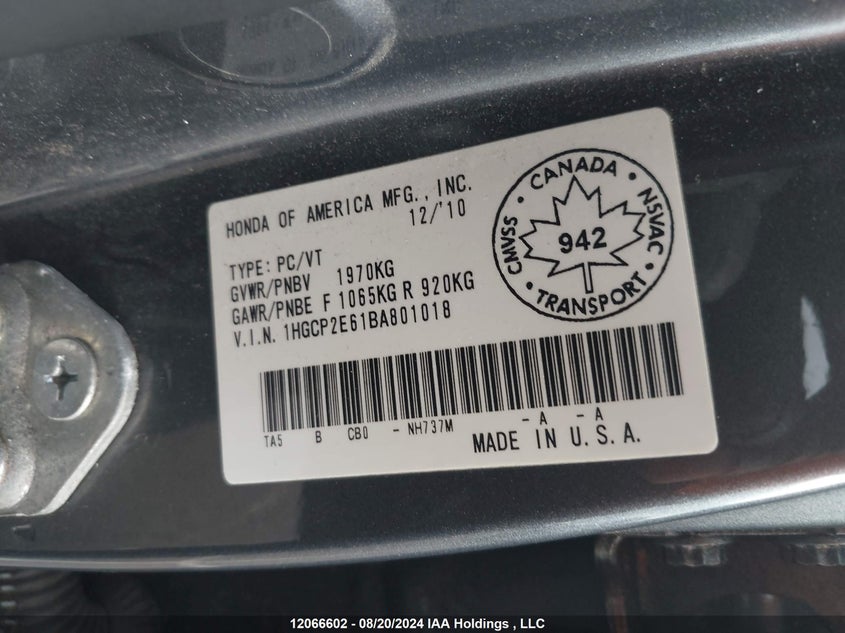 HONDA OF AMERICA MFG., INC.
12/'10
TYPE: PC/VT
GVWR/PNBV 1970KG
GAWR/PNBE F 1065KG R 920KG
V.I.N. 1HGCP2E61BA801018
CANADA • NSVAC • TRANSPORT • CMVSS •
942
TA5 B CB0 - NH737M - A - A
MADE IN U.S.A.
12066602 - 08/20/2024 IAA Holdings , LLC